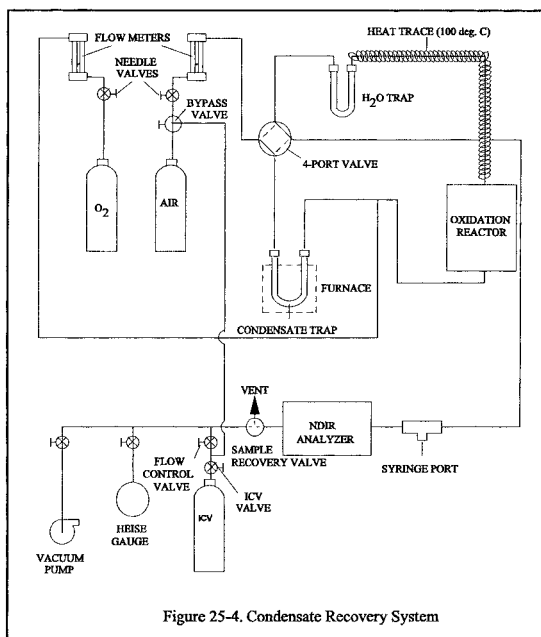 HEAT TRACE (100 deg. C)
FLOW METERS
NEEDLE
VALVES
H2O TRAP
BYPASS
VALVE
4-PORT VALVE
O2
AIR
OXIDATION
REACTOR
FURNACE
CONDENSATE TRAP
VENT
NDIR
ANALYZER
SAMPLE
RECOVERY VALVE
SYRINGE PORT
FLOW
CONTROL
VALVE
ICV
VALVE
HEISE
GAUGE
ICV
VACUUM
PUMP
Figure 25-4. Condensate Recovery System